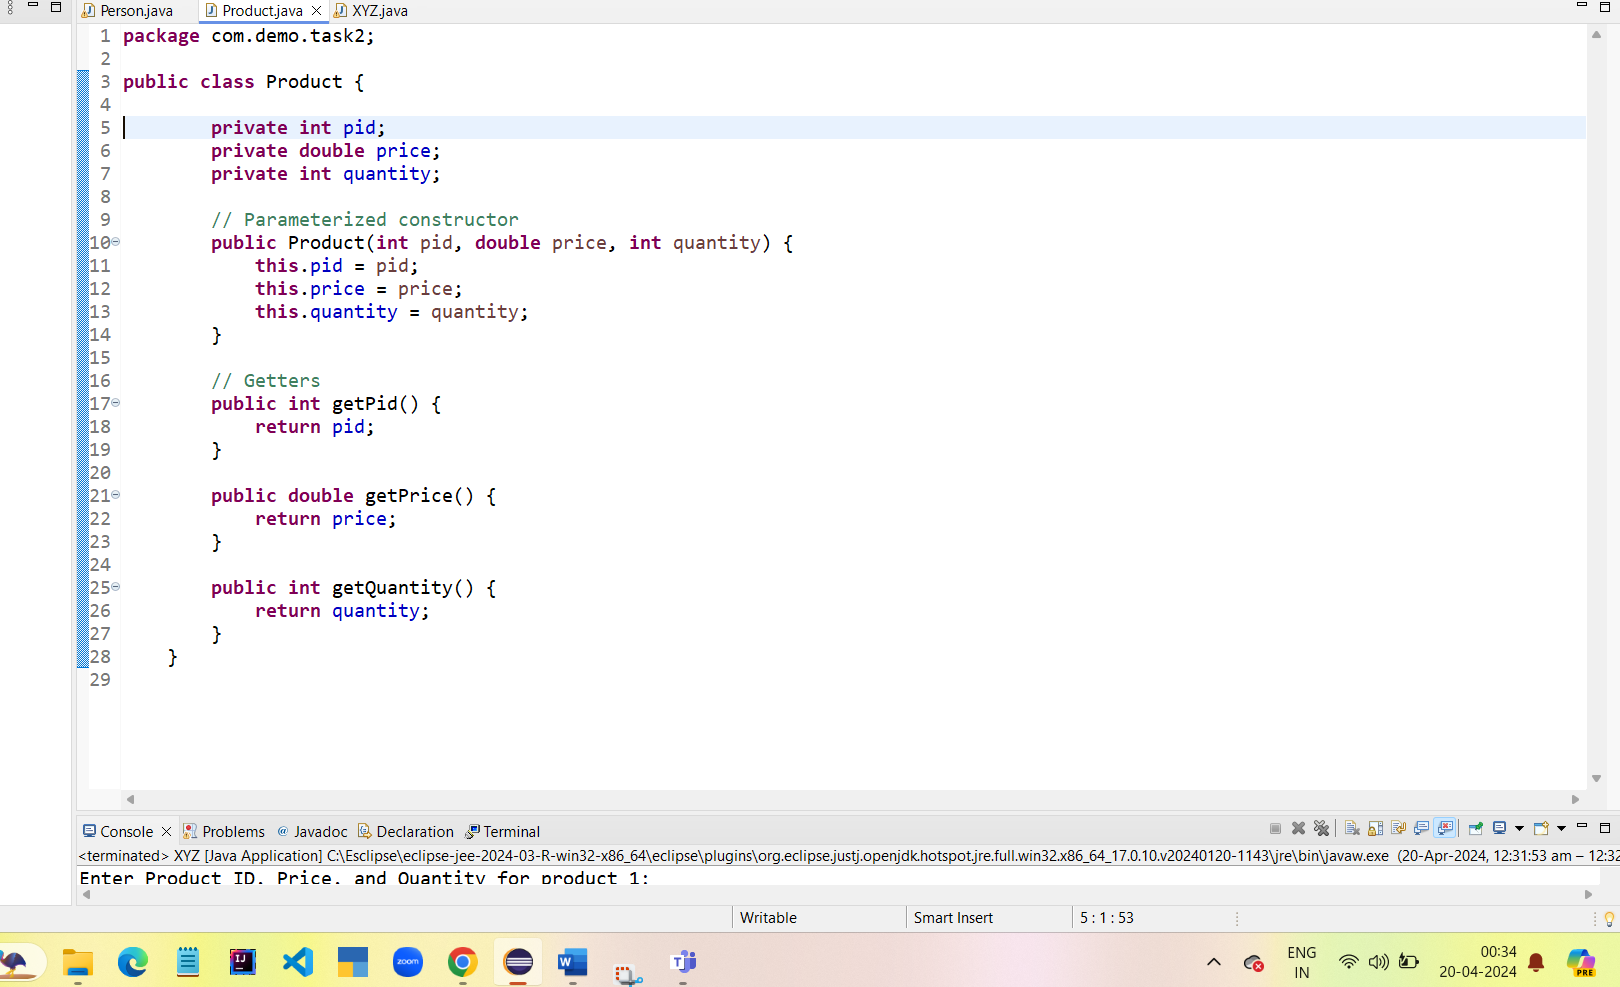 Person.java Product.java XYZ.java
1 package com.demo.task2;
2
3 public class Product {
4
5 private int pid;
6 private double price;
7 private int quantity;
8
9 // Parameterized constructor
10 public Product(int pid, double price, int quantity) {
11 this.pid = pid;
12 this.price = price;
13 this.quantity = quantity;
14 }
15
16 // Getters
17 public int getPid() {
18 return pid;
19 }
20
21 public double getPrice() {
22 return price;
23 }
24
25 public int getQuantity() {
26 return quantity;
27 }
28 }
29
Console Problems @ Javadoc Declaration Terminal
<terminated> XYZ [Java Application] C:\Esclipse\eclipse-jee-2024-03-R-win32-x86_64\eclipse\plugins\org.eclipse.justj.openjdk.hotspot.jre.full.win32.x86_64_17.0.10.v20240120-1143\jre\bin\javaw.exe (20-Apr-2024, 12:31:53 am – 12:32
Enter Product ID, Price, and Quantity for product 1:
Writable Smart Insert 5 : 1 : 53
IJ zoom W T ENG 00:34
IN 20-04-2024 PRE